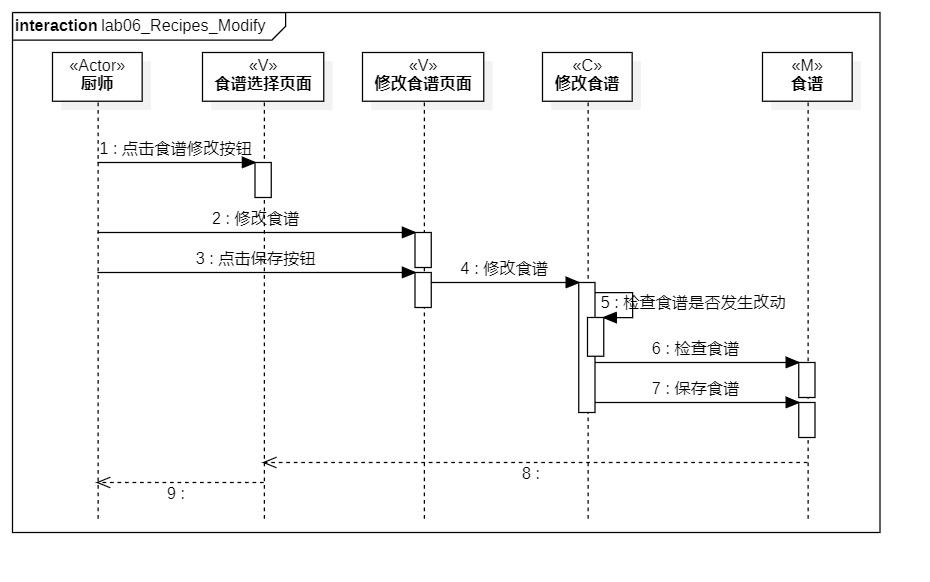 interaction lab06_Recipes_Modify
«Actor»
厨师
«V»
食谱选择页面
«V»
修改食谱页面
«C»
修改食谱
«M»
食谱
1 : 点击食谱修改按钮
2 : 修改食谱
3 : 点击保存按钮
4 : 修改食谱
5 : 检查食谱是否发生改动
6 : 检查食谱
7 : 保存食谱
8 :
9 :